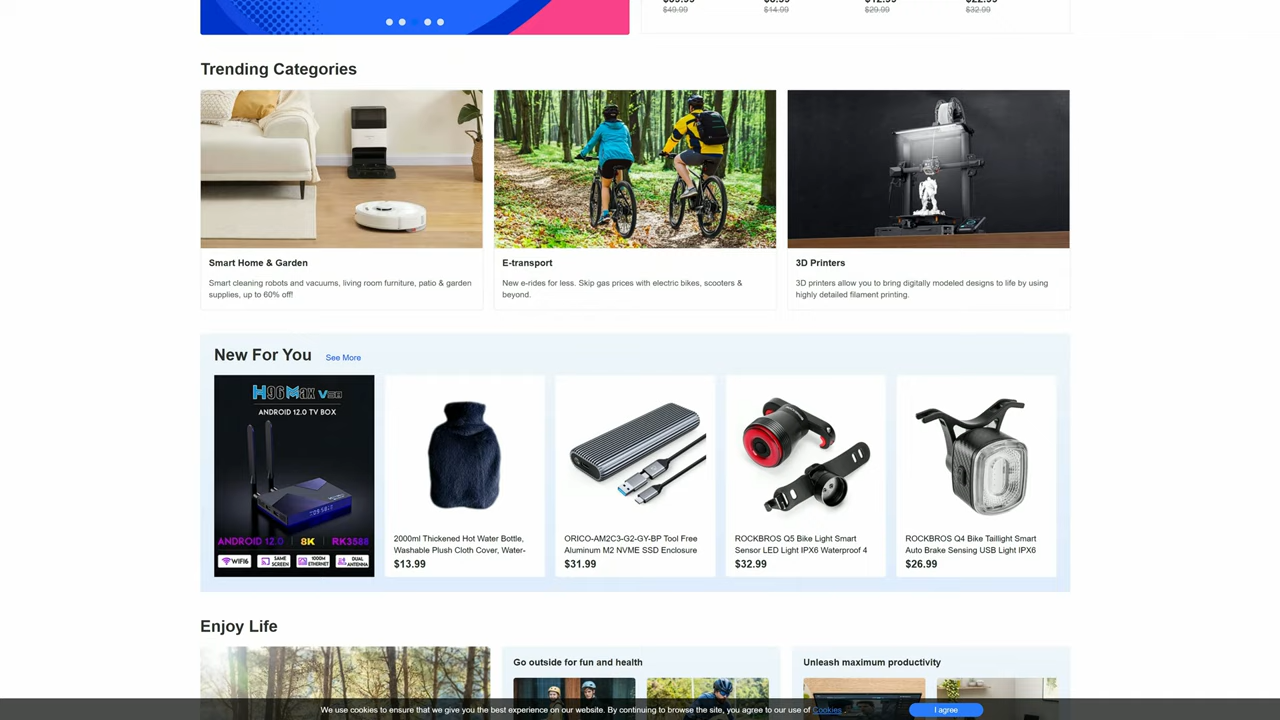 $49.99 $14.99 $29.99 $32.99
Trending Categories
Smart Home & Garden
Smart cleaning robots and vacuums, living room furniture, patio & garden
supplies, up to 60% off!
E-transport
New e-rides for less. Skip gas prices with electric bikes, scooters &
beyond.
3D Printers
3D printers allow you to bring digitally modeled designs to life by using
highly detailed filament printing.
New For You See More
H96Max
ANDROID 12.0 TV BOX
ANDROID 12.0 8K RK3588
WIFI6 SAME SCREEN 1000M ETHERNET DUAL ANTENNA
2000ml Thickened Hot Water Bottle,
Washable Plush Cloth Cover, Water-
$13.99
ORICO-AM2C3-G2-GY-BP Tool Free
Aluminum M2 NVME SSD Enclosure
$31.99
ROCKBROS Q5 Bike Light Smart
Sensor LED Light IPX6 Waterproof 4
$32.99
ROCKBROS Q4 Bike Taillight Smart
Auto Brake Sensing USB Light IPX6
$26.99
Enjoy Life
Go outside for fun and health
Unleash maximum productivity
We use cookies to ensure that we give you the best experience on our website. By continuing to browse the site, you agree to our use of Cookies . I agree